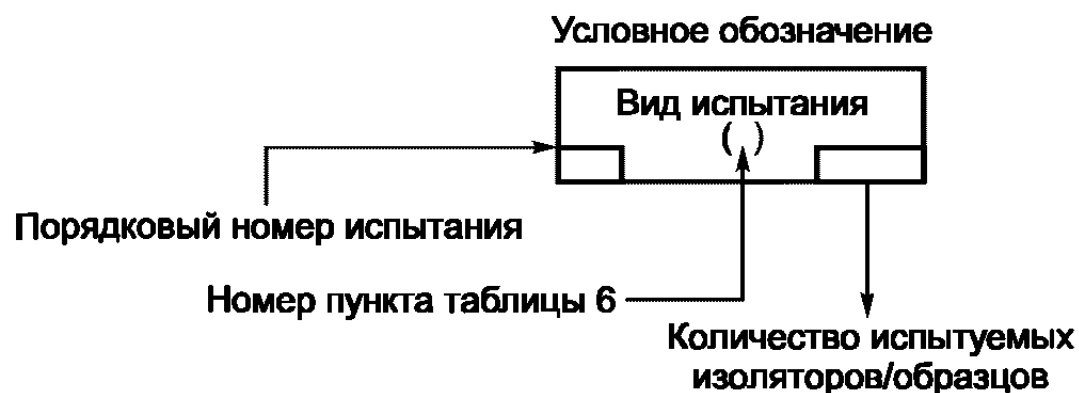 Условное обозначение
Вид испытания
( )
Порядковый номер испытания
Номер пункта таблицы 6
Количество испытуемых
изоляторов/образцов